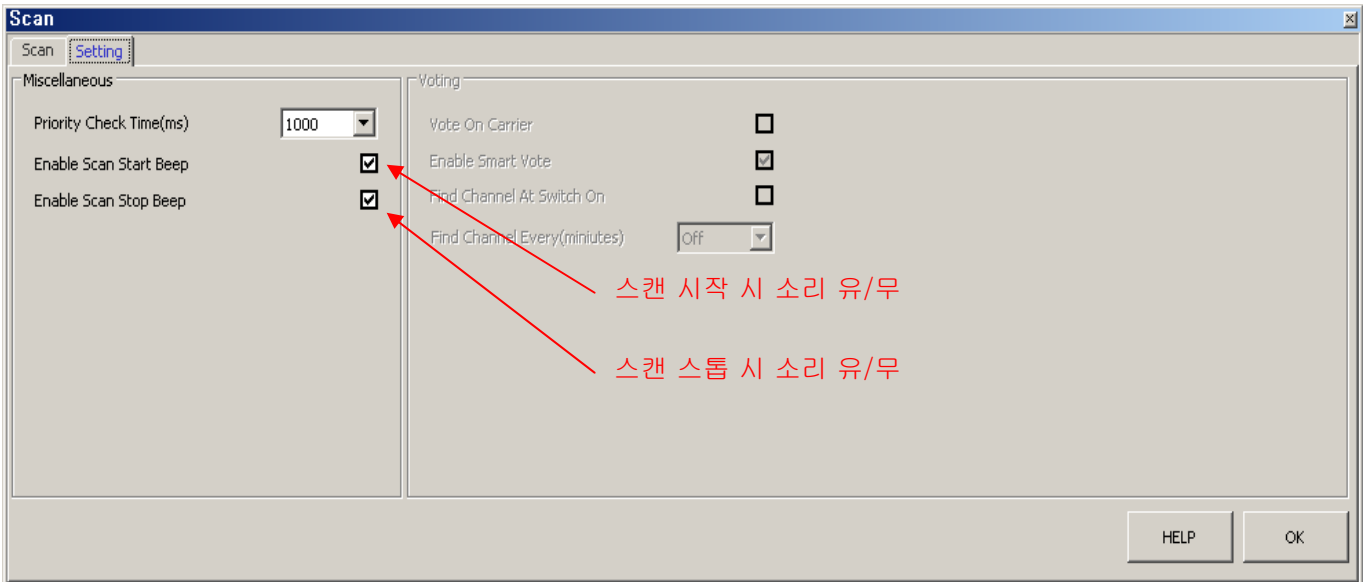 Scan
Scan Setting
Miscellaneous
Priority Check Time(ms) 1000
Enable Scan Start Beep
Enable Scan Stop Beep
Voting
Vote On Carrier
Enable Smart Vote
Find Channel At Switch On
Find Channel Every(miniutes) Off
스캔 시작 시 소리 유/무
스캔 스톱 시 소리 유/무
HELP OK